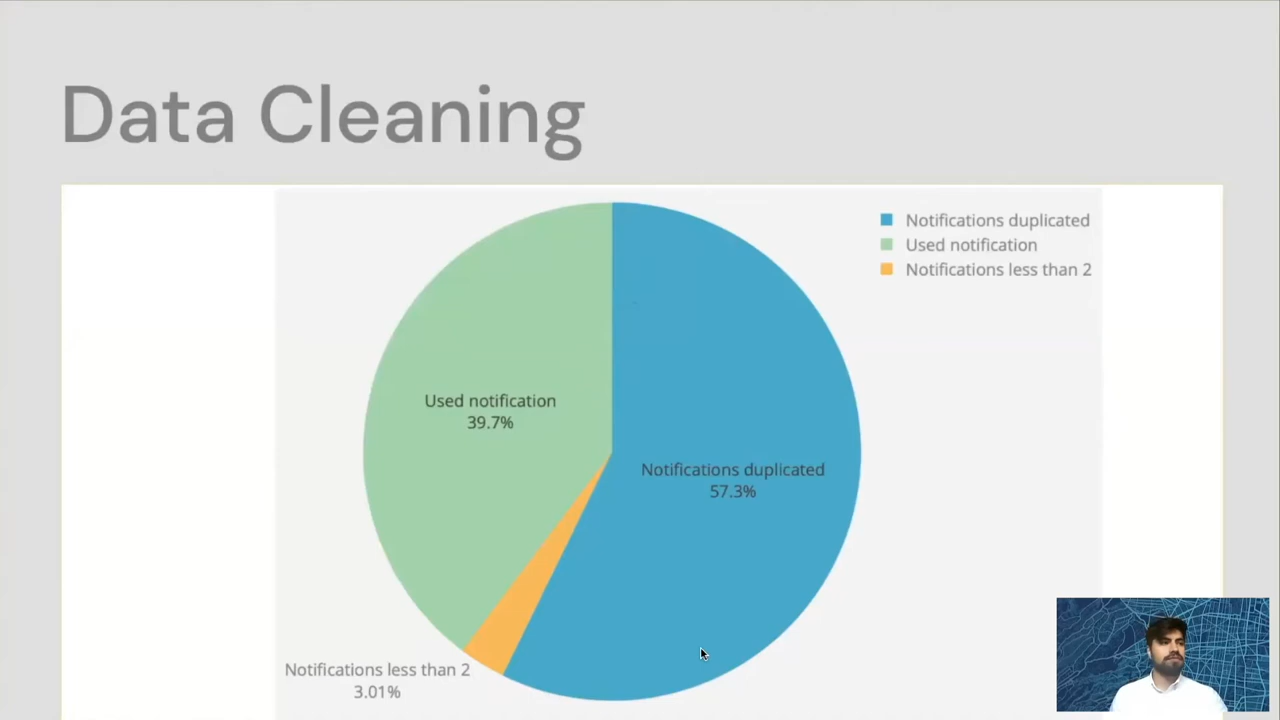 Data Cleaning
Notifications duplicated
Used notification
Notifications less than 2
Used notification
39.7%
Notifications duplicated
57.3%
Notifications less than 2
3.01%